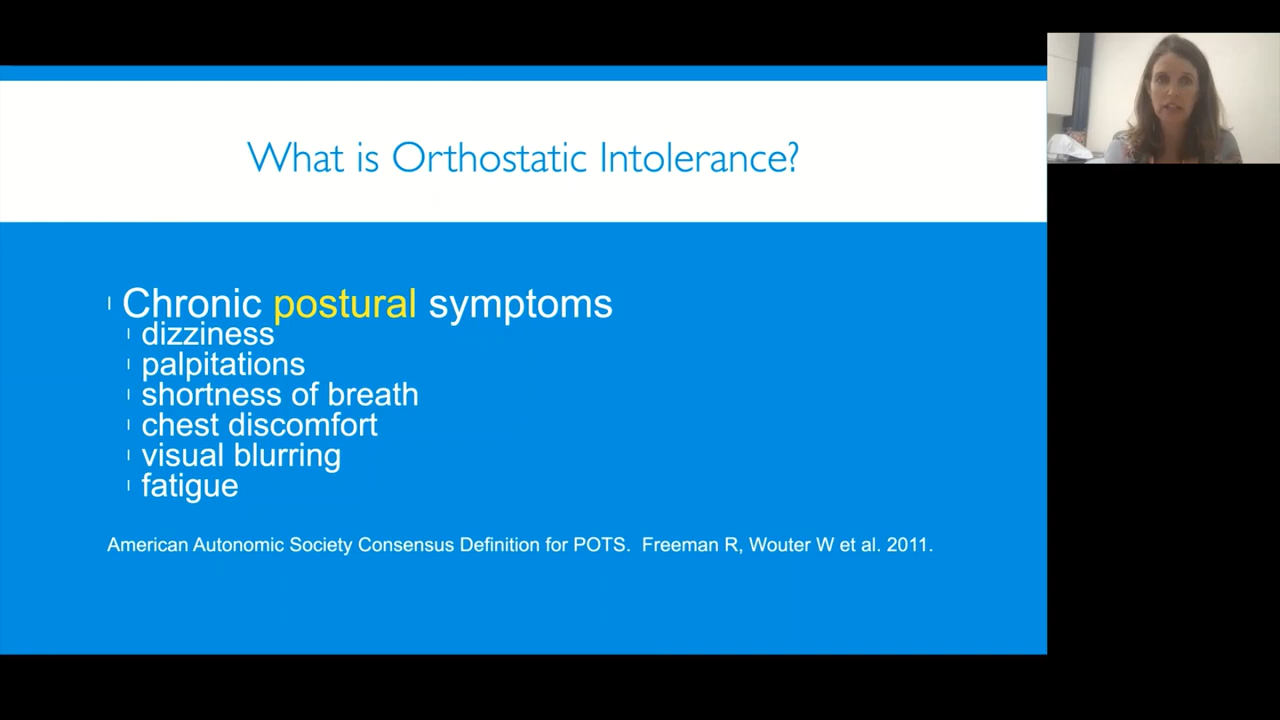 What is Orthostatic Intolerance?
Chronic postural symptoms
dizziness
palpitations
shortness of breath
chest discomfort
visual blurring
fatigue
American Autonomic Society Consensus Definition for POTS.  Freeman R, Wouter W et al. 2011.